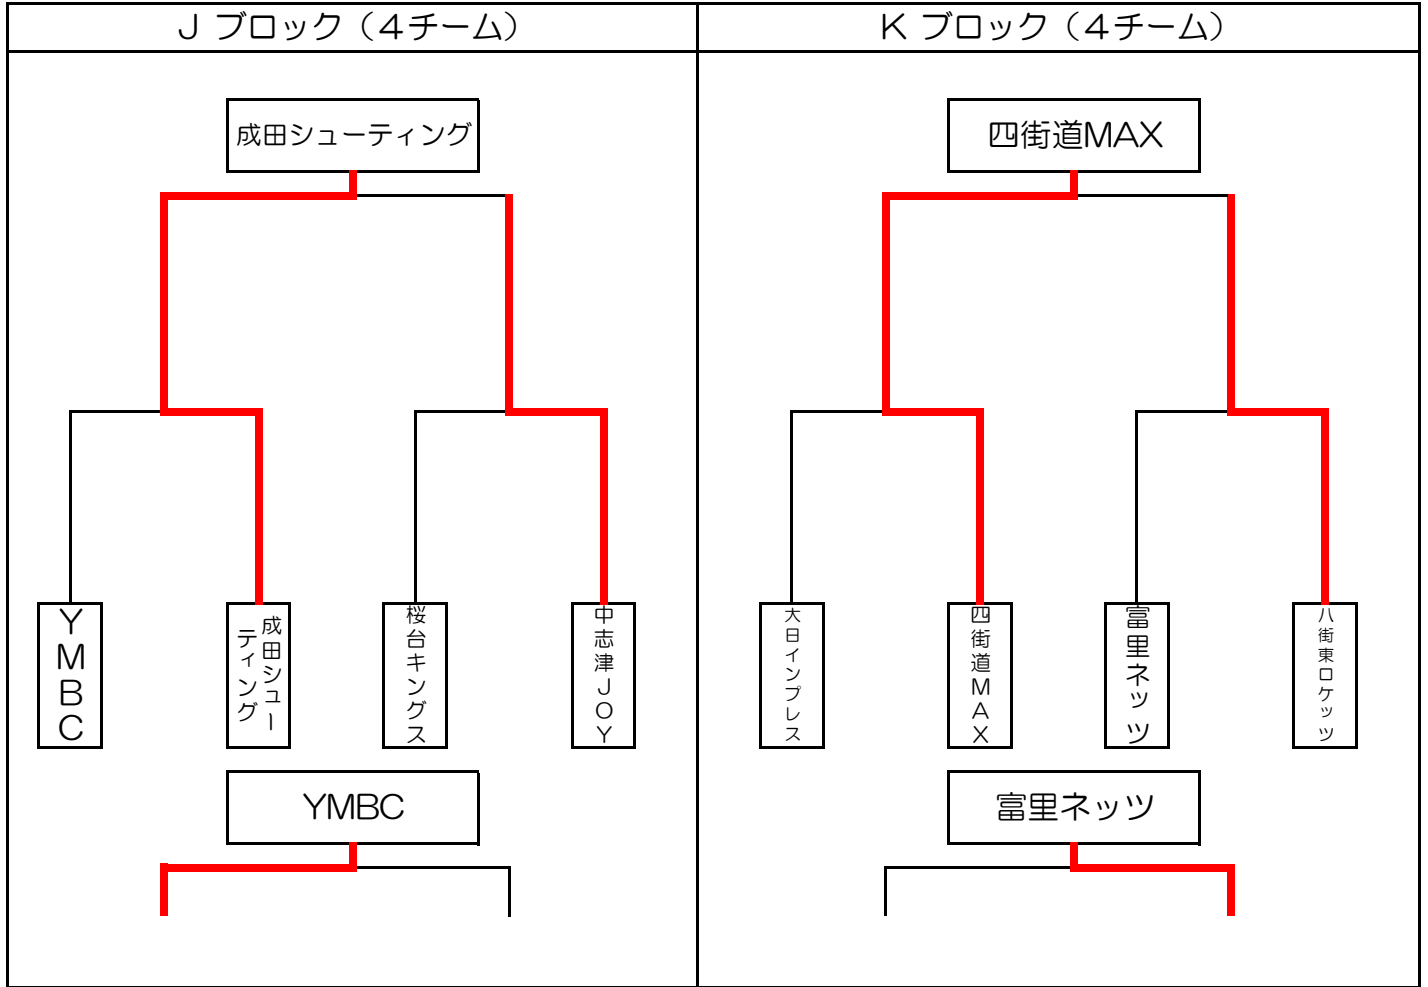 J ブロック（４チーム）
成田シューティング
YMBC
成田シュー
ティング
桜台キングス
中志津JOY
YMBC
K ブロック（４チーム）
四街道MAX
大日インプレス
四街道MAX
富里ネッツ
八街東ロケッツ
富里ネッツ